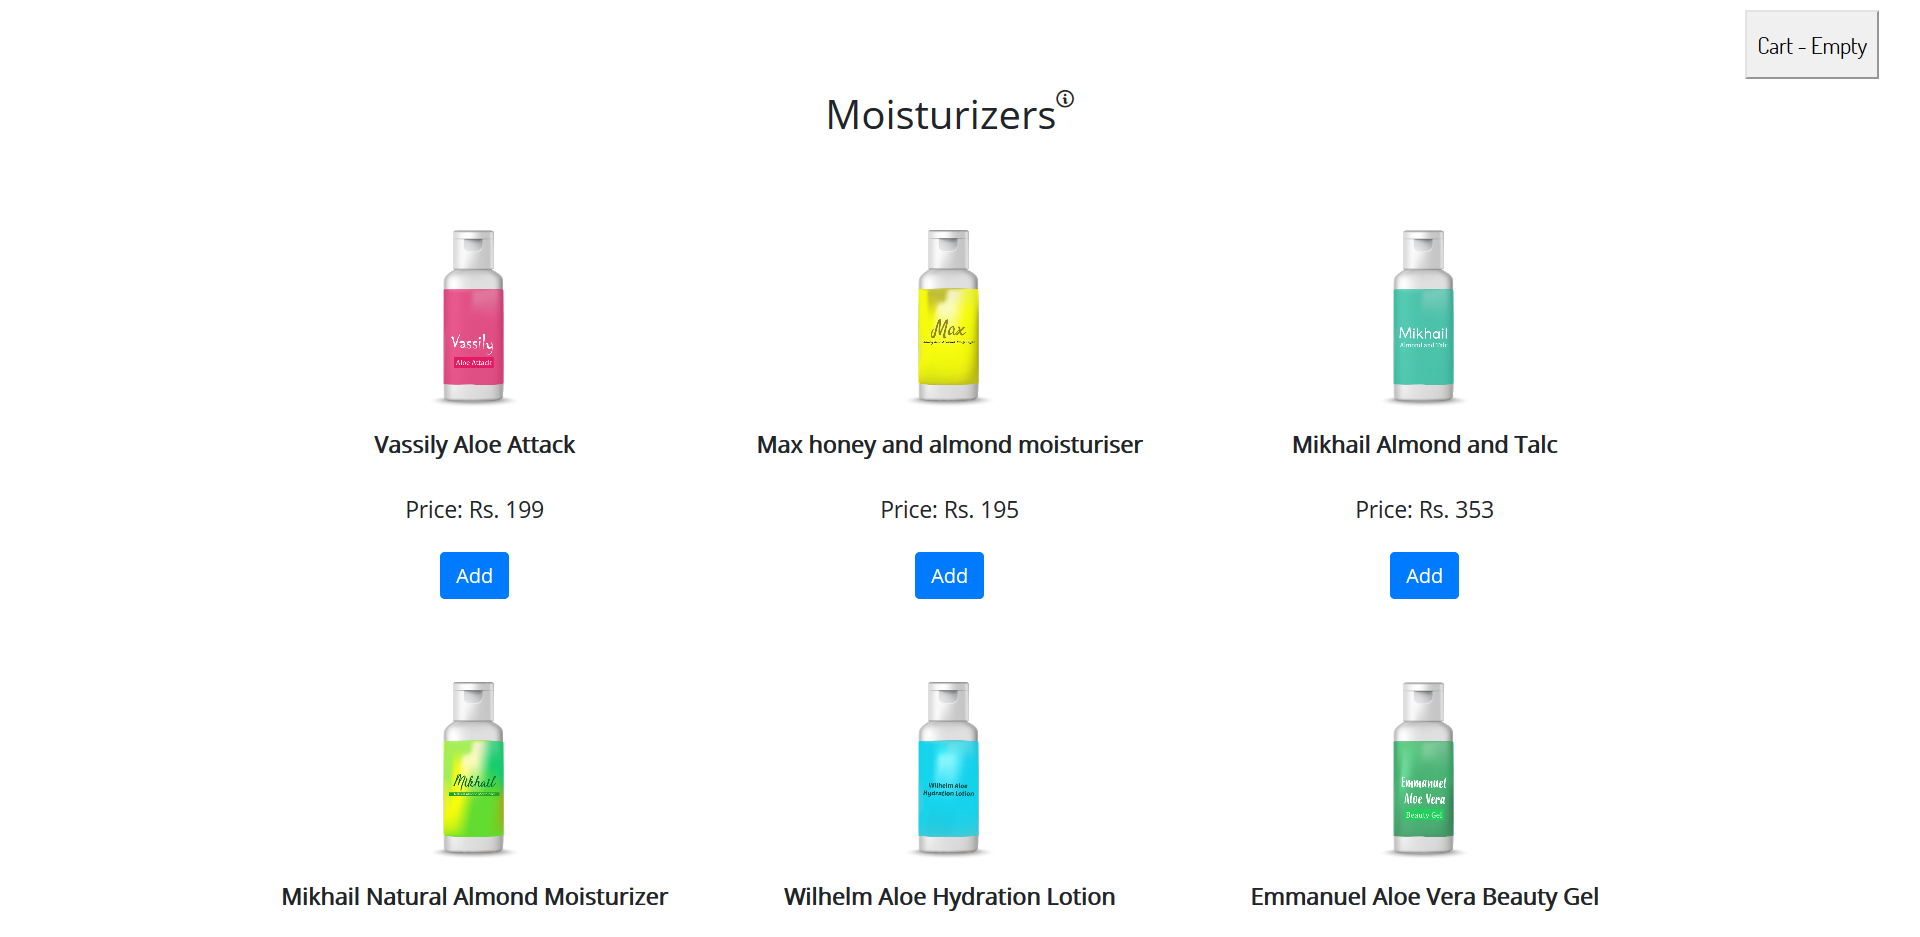 Cart - Empty
Moisturizers
Vassily
Aloe Attack
Max
Mikhail
Almond and Talc
Vassily Aloe Attack
Max honey and almond moisturiser
Mikhail Almond and Talc
Price: Rs. 199
Price: Rs. 195
Price: Rs. 353
Add
Add
Add
Mikhail
Wilhelm Aloe
Hydration Lotion
Emmanuel
Aloe Vera
Beauty Gel
Mikhail Natural Almond Moisturizer
Wilhelm Aloe Hydration Lotion
Emmanuel Aloe Vera Beauty Gel